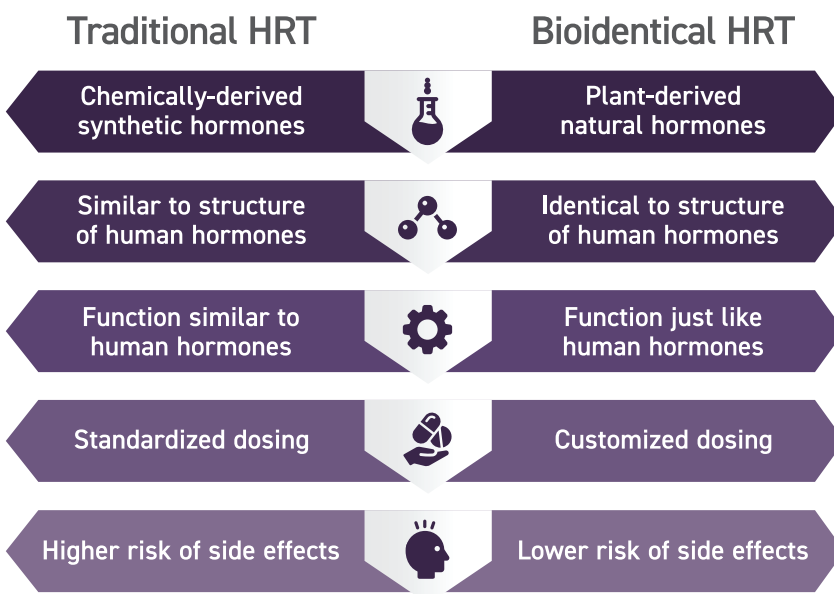 Traditional HRT
Bioidentical HRT
Chemically-derived
synthetic hormones
Plant-derived
natural hormones
Similar to structure
of human hormones
Identical to structure
of human hormones
Function similar to
human hormones
Function just like
human hormones
Standardized dosing
Customized dosing
Higher risk of side effects
Lower risk of side effects